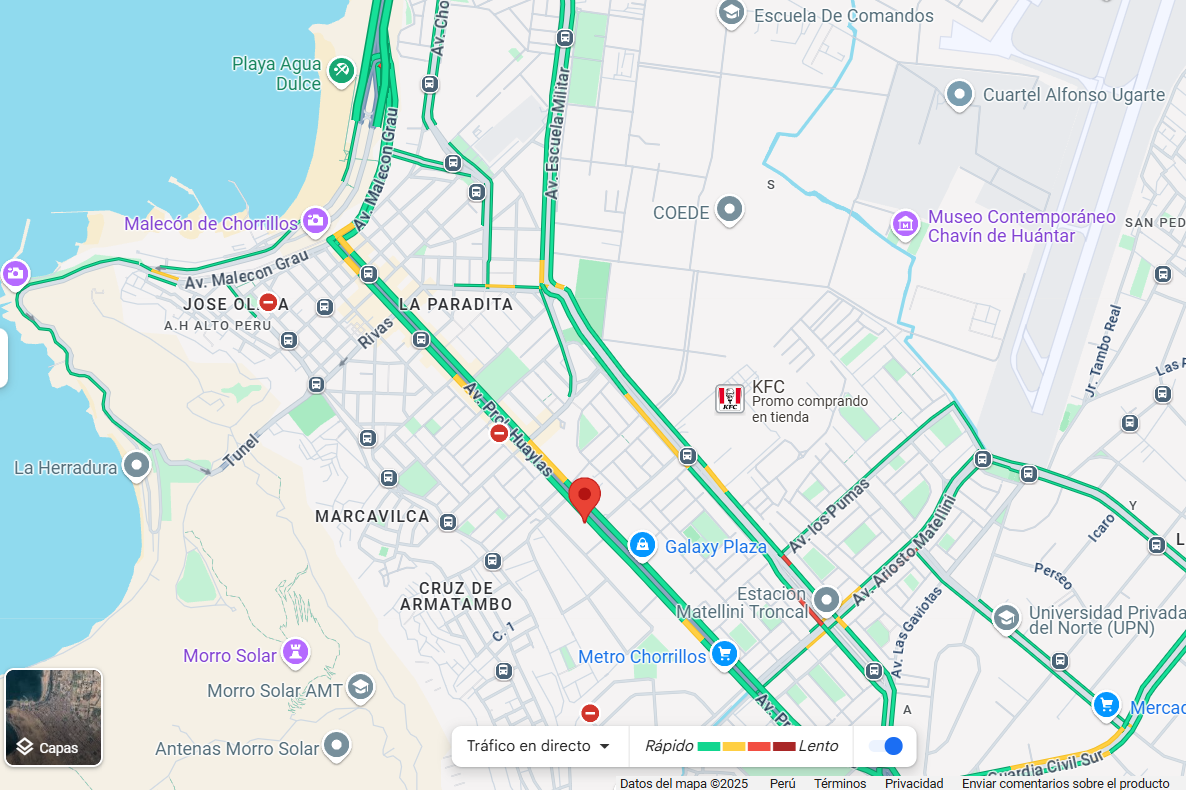 Escuela De Comandos
Av. Cho
Playa Agua
Dulce
Cuartel Alfonso Ugarte
Av. Escuela Militar
Av. Malecon Grau
S
COEDE
Malecón de Chorrillos
Museo Contemporáneo
Chavín de Huántar
SAN PED
Av. Malecon Grau
JOSE OL A
LA PARADITA
A.H ALTO PERU
Rivas
Jr. Tambo Real
Las A
KFC
KFC
Promo comprando
en tienda
Av. Prol. Huaylas
Tunel
La Herradura
Av. los Pumas
MARCAVILCA
Y
Icaro
L
Galaxy Plaza
Av. Ariosto Matellini
Perseo
CRUZ DE
ARMATAMBO
Estacion
Matellini Troncal
Av. Las Gaviotas
Universidad Privada
del Norte (UPN)
C. 1
Morro Solar
Metro Chorrillos
Morro Solar AMT
A
Mercad
Av. Pr
Antenas Morro Solar
Capas
Tráfico en directo
Rápido
Lento
Guardia Civil Sur
Datos del mapa ©2025
Perú
Términos
Privacidad
Enviar comentarios sobre el producto